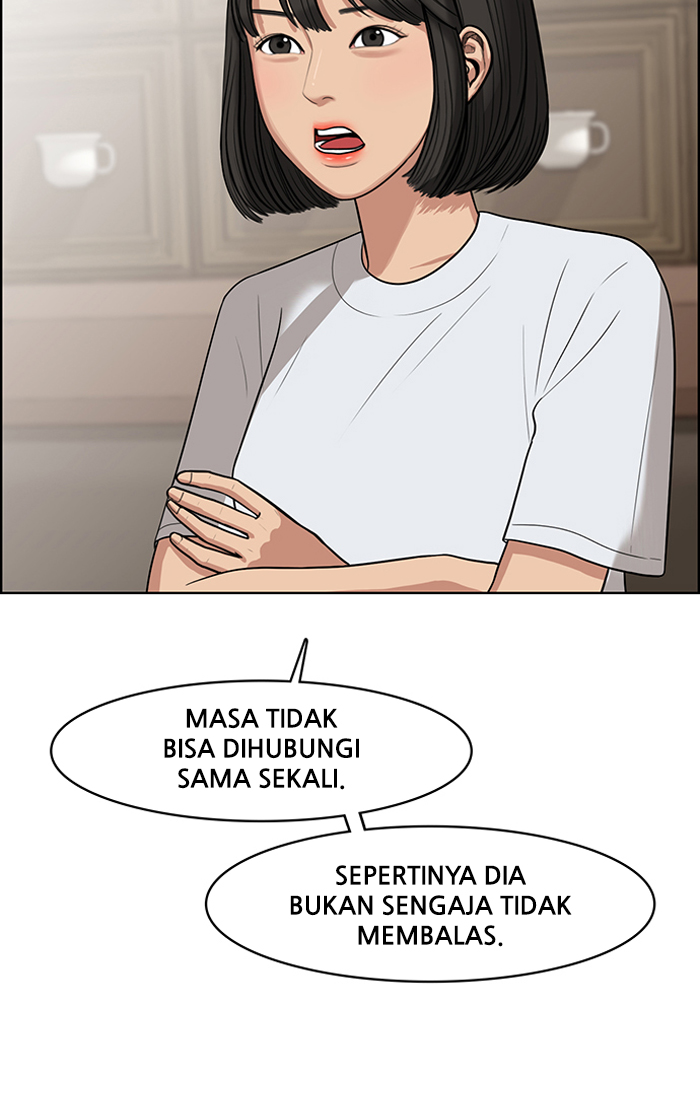 MASA TIDAK
BISA DIHUBUNGI
SAMA SEKALI.
SEPERTINYA DIA
BUKAN SENGAJA TIDAK
MEMBALAS.